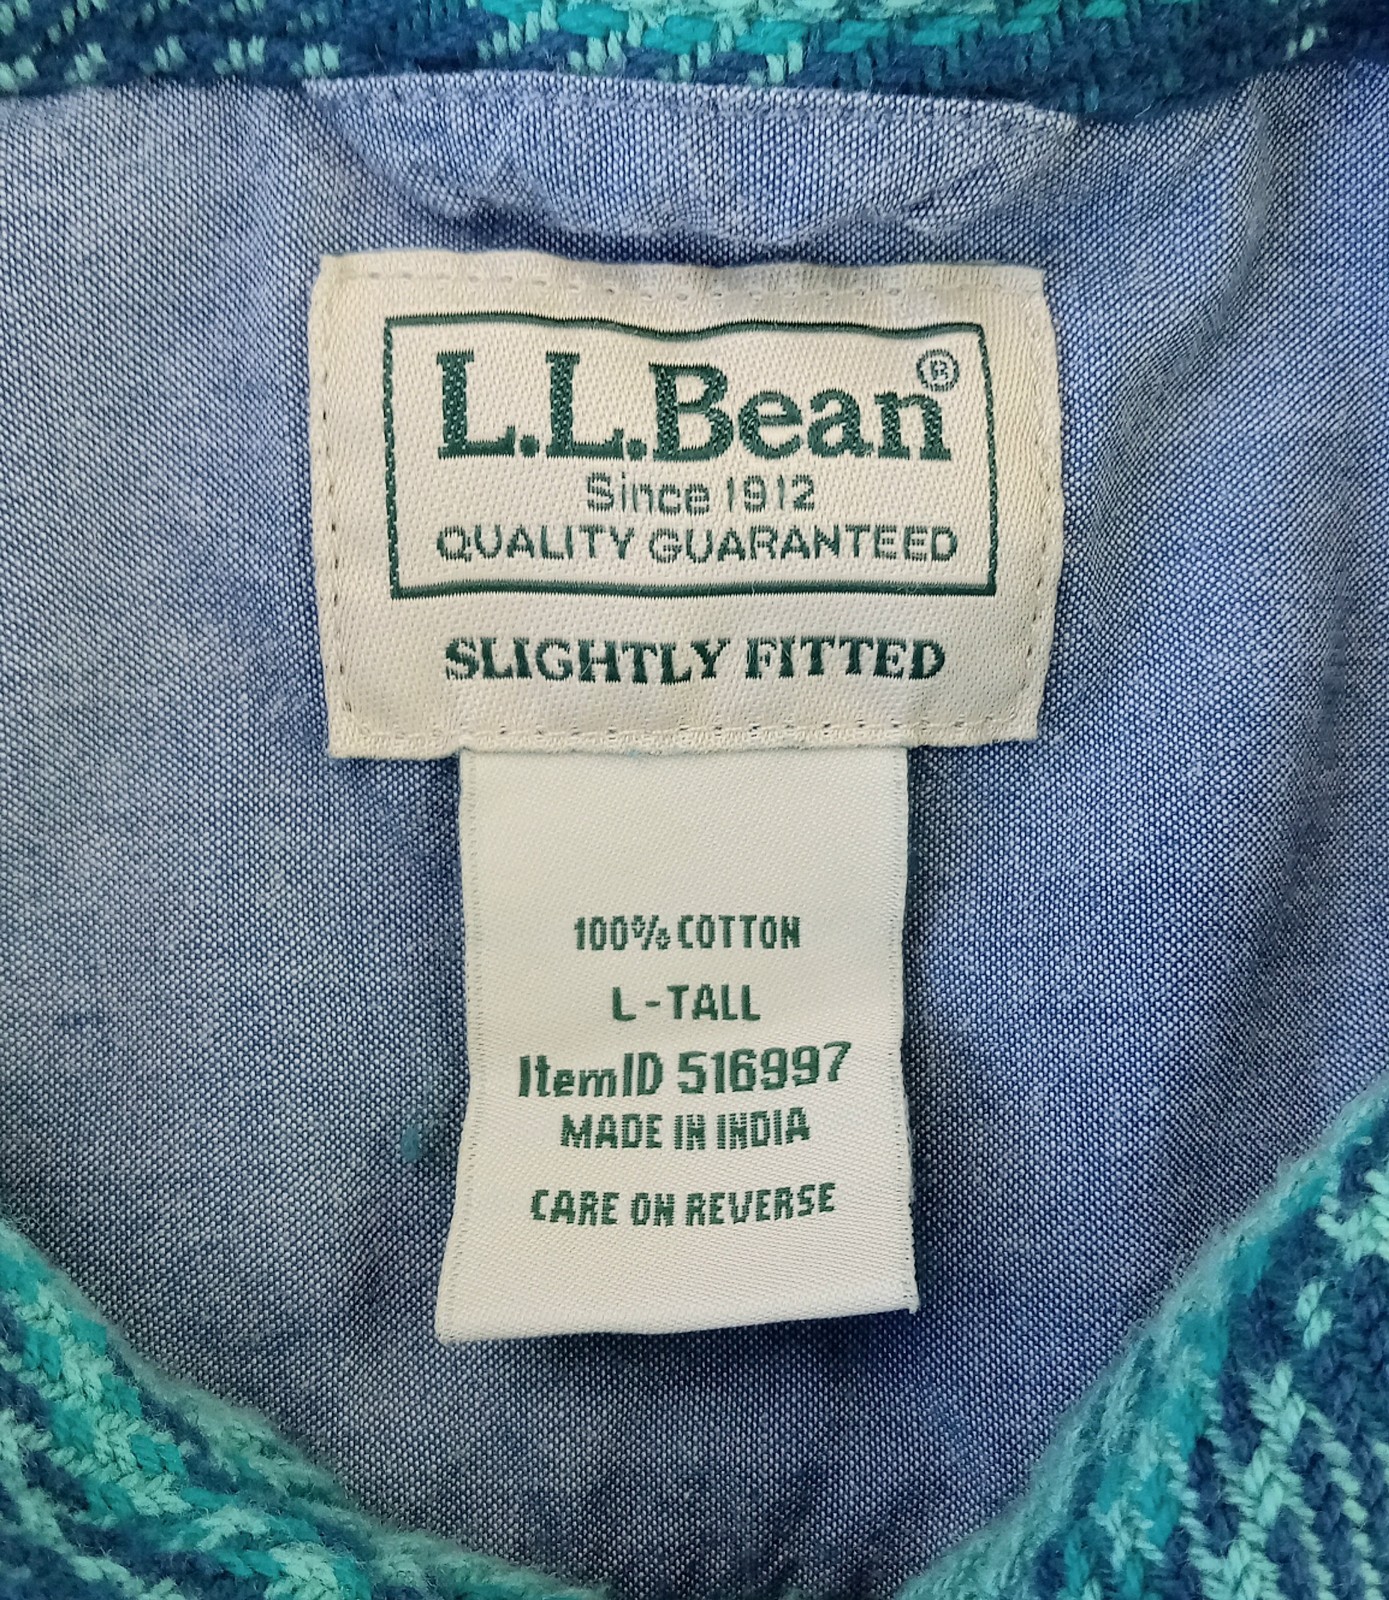 L.L.Bean®
Since 1912
QUALITY GUARANTEED
SLIGHTLY FITTED
100% COTTON
L-TALL
ItemID 516997
MADE IN INDIA
CARE ON REVERSE